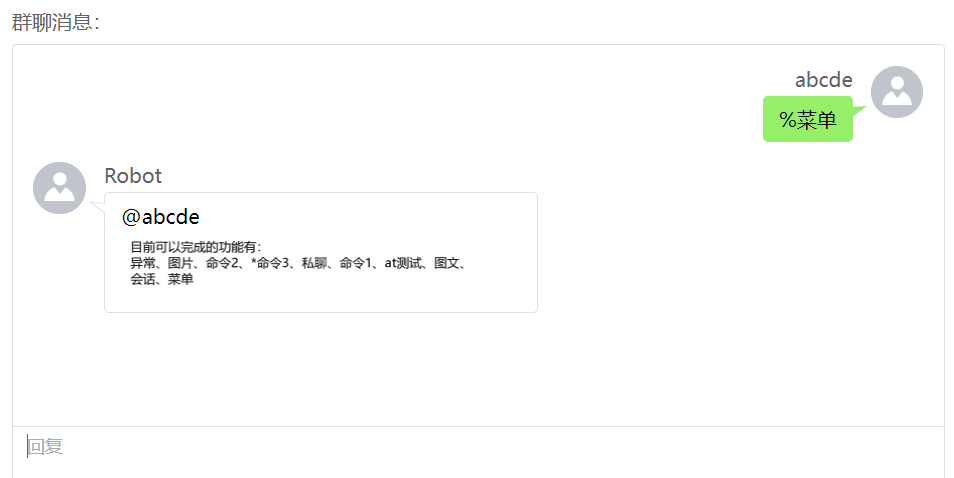 群聊消息：
abcde
%菜单
Robot
@abcde
目前可以完成的功能有：
异常、图片、命令2、*命令3、私聊、命令1、at测试、图文、
会话、菜单
回复